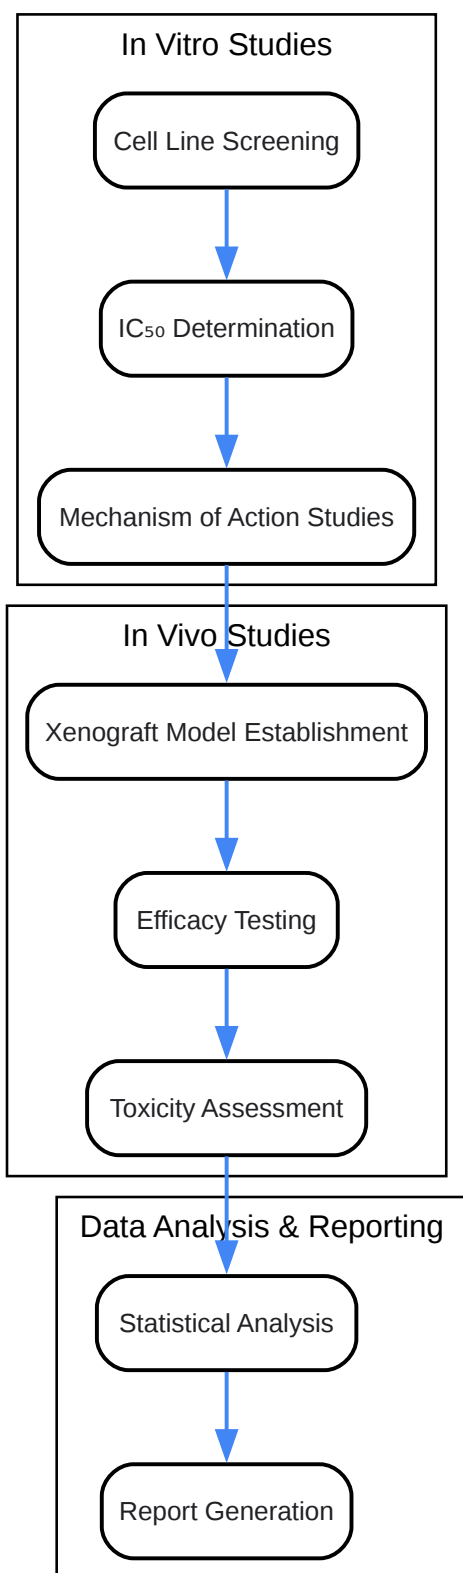 In Vitro Studies
Cell Line Screening
IC₅₀ Determination
Mechanism of Action Studies
In Vivo Studies
Xenograft Model Establishment
Efficacy Testing
Toxicity Assessment
Data Analysis & Reporting
Statistical Analysis
Report Generation